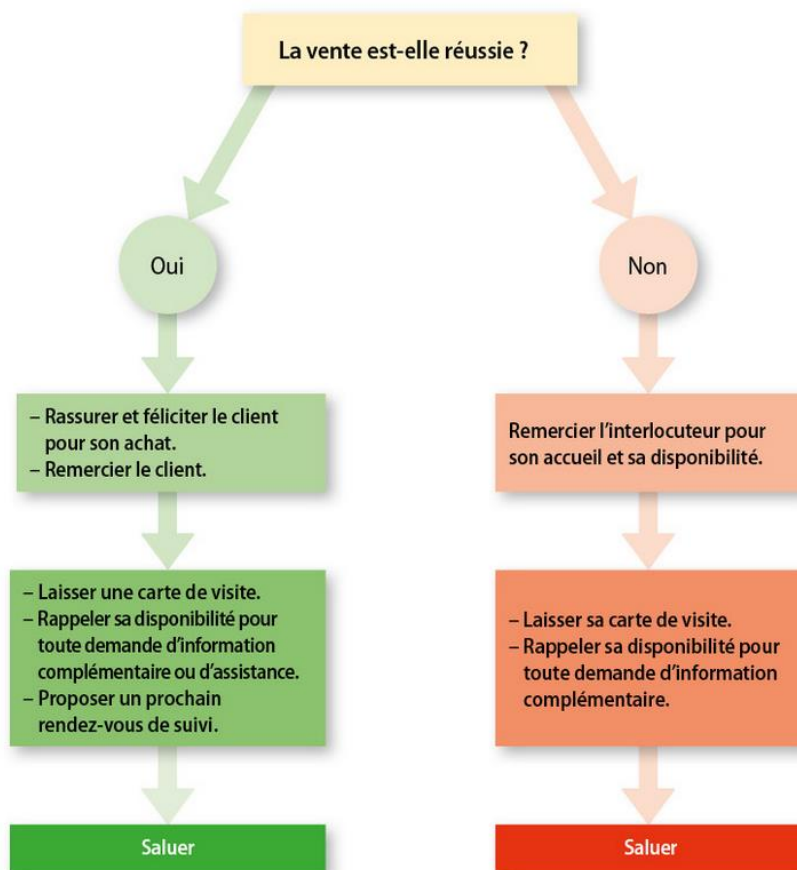 La vente est-elle réussie ?
Oui
Non
– Rassurer et féliciter le client
pour son achat.
– Remercier le client.
Remercier l’interlocuteur pour
son accueil et sa disponibilité.
– Laisser une carte de visite.
– Rappeler sa disponibilité pour
toute demande d’information
complémentaire ou d’assistance.
– Proposer un prochain
rendez-vous de suivi.
– Laisser sa carte de visite.
– Rappeler sa disponibilité pour
toute demande d’information
complémentaire.
Saluer
Saluer